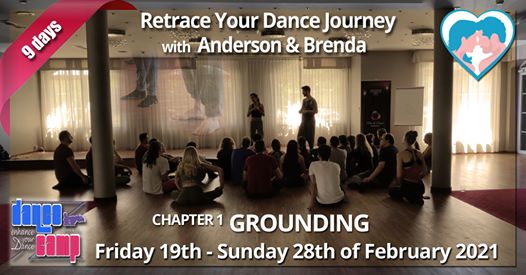 9 days
Retrace Your Dance Journey
with Anderson & Brenda
CHAPTER 1 GROUNDING
Friday 19th - Sunday 28th of February 2021
enhance
your
Dance
camp